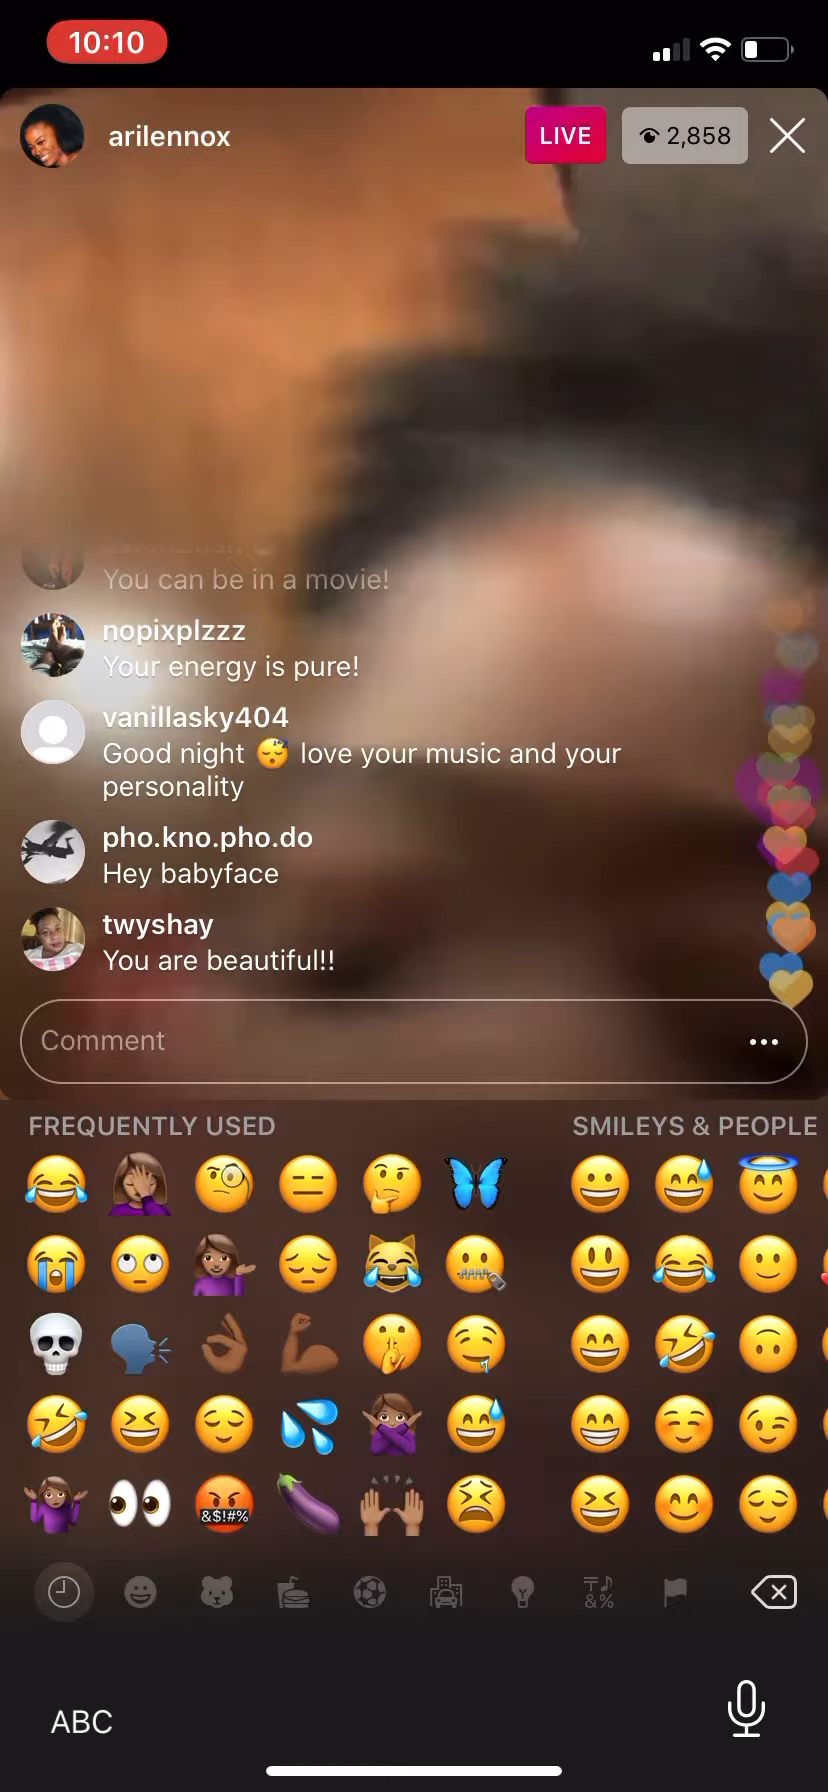 10:10
arilennox
LIVE
2,858
You can be in a movie!
nopixplzzz
Your energy is pure!
vanillasky404
Good night 😴 love your music and your
personality
pho.kno.pho.do
Hey babyface
twyshay
You are beautiful!!
Comment
FREQUENTLY USED
SMILEYS & PEOPLE
&$!#%
ABC